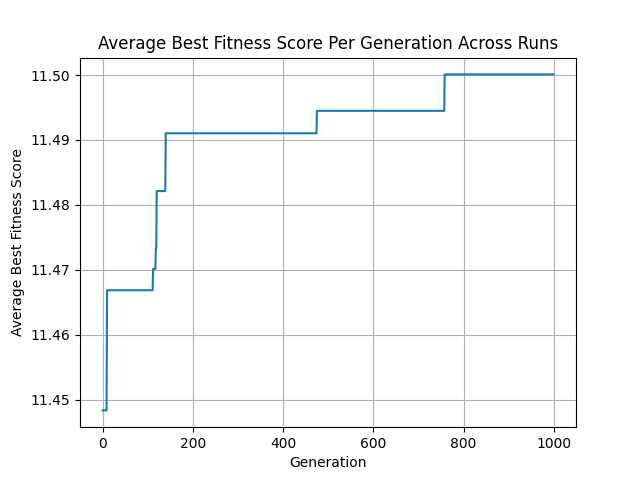 Average Best Fitness Score Per Generation Across Runs
11.50
11.49
11.48
11.47
11.46
11.45
Average Best Fitness Score
0 200 400 600 800 1000
Generation